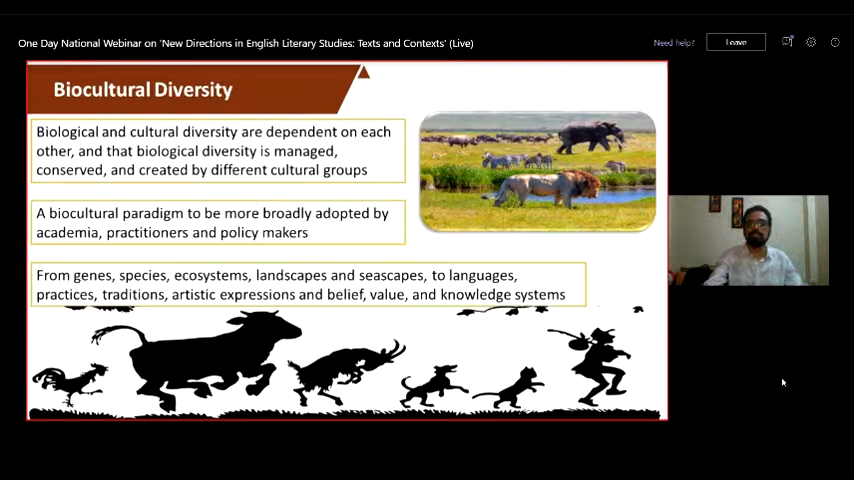 One Day National Webinar on 'New Directions in English Literary Studies: Texts and Contexts' (Live)
Need help?
Leave
Biocultural Diversity
Biological and cultural diversity are dependent on each
other, and that biological diversity is managed,
conserved, and created by different cultural groups
A biocultural paradigm to be more broadly adopted by
academia, practitioners and policy makers
From genes, species, ecosystems, landscapes and seascapes, to languages,
practices, traditions, artistic expressions and belief, value, and knowledge systems